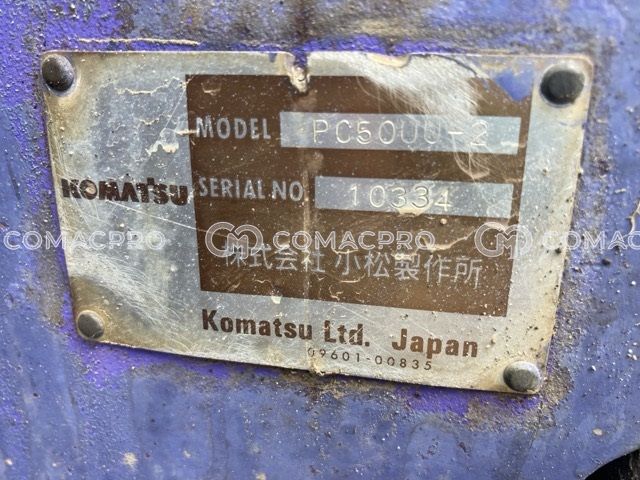 MODEL PC50UU-2
KOMATSU SERIAL NO. 10334
COMACPRO COMACPRO COMACP
株式会社 小松製作所
Komatsu Ltd. Japan
09601-00835